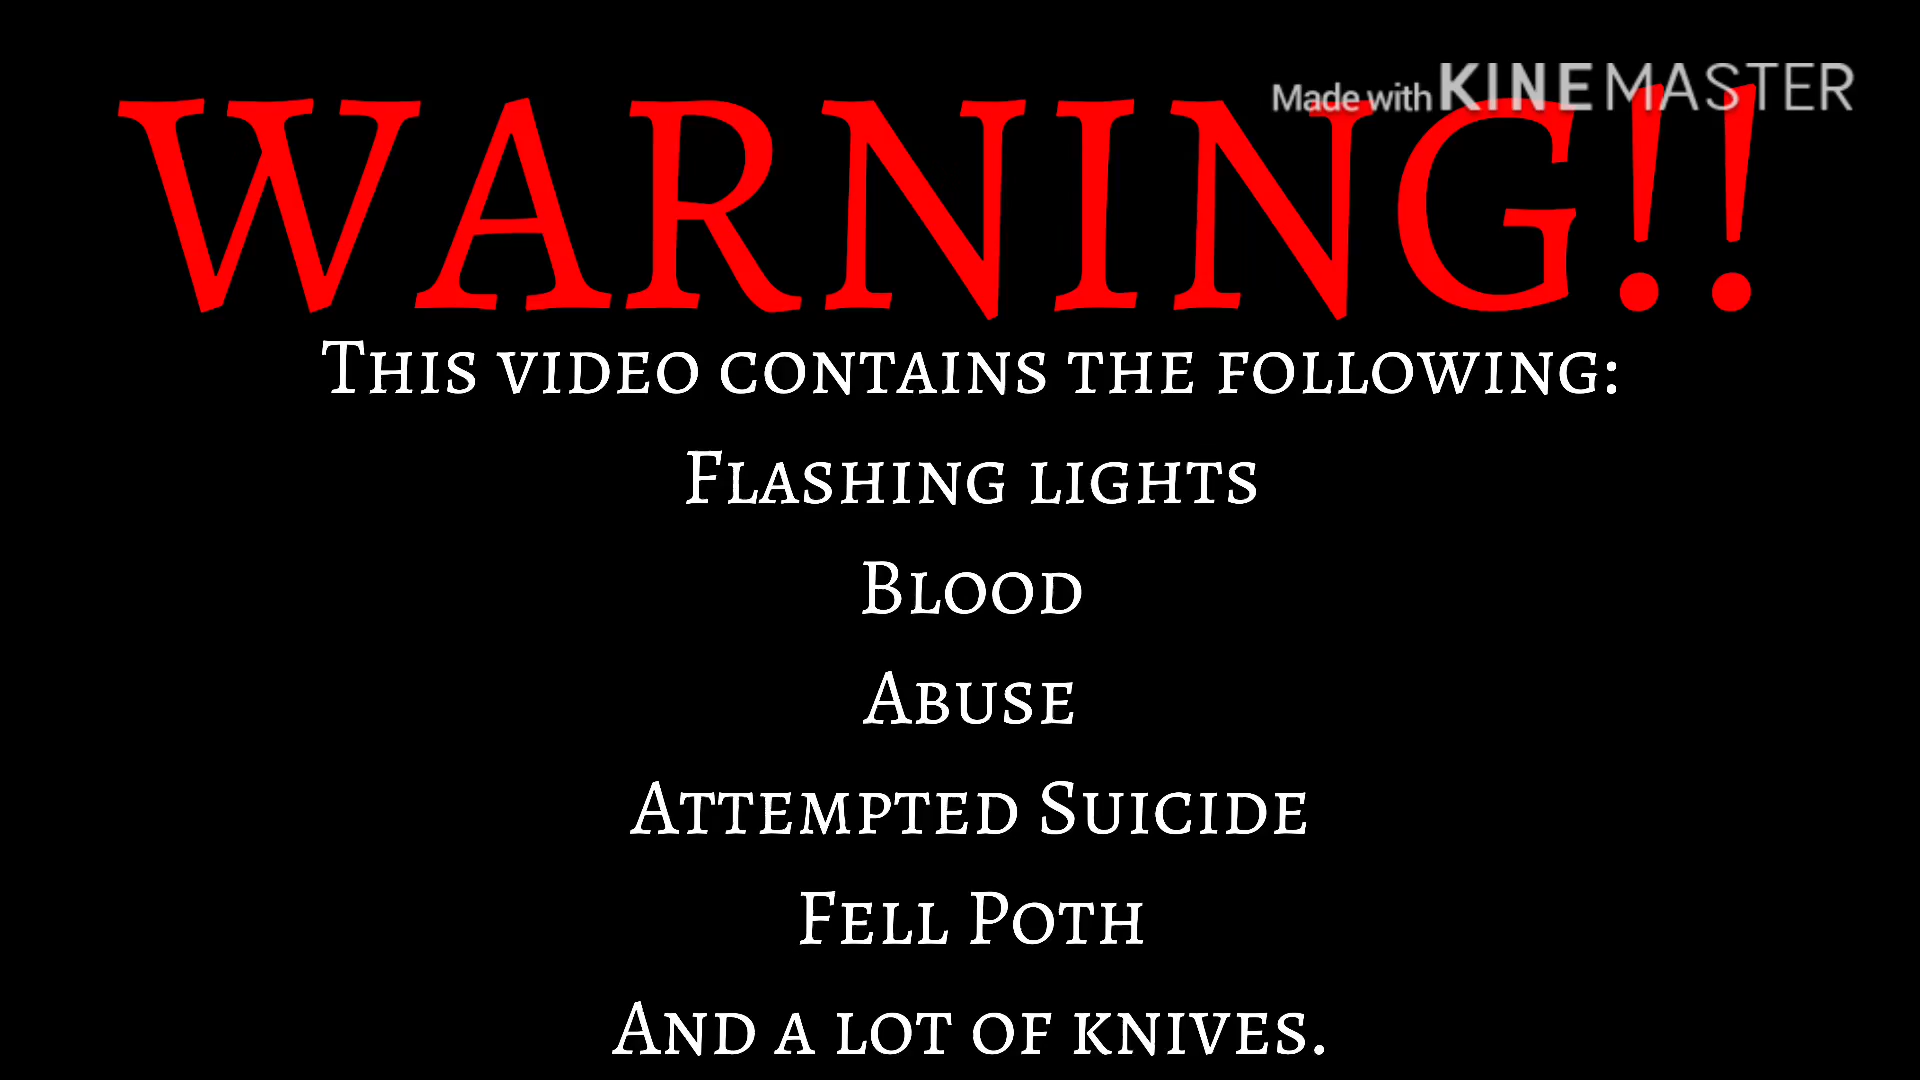 Made with KINEMASTER
WARNING!!
This video contains the following:
Flashing lights
Blood
Abuse
Attempted Suicide
Fell Poth
And a lot of knives.